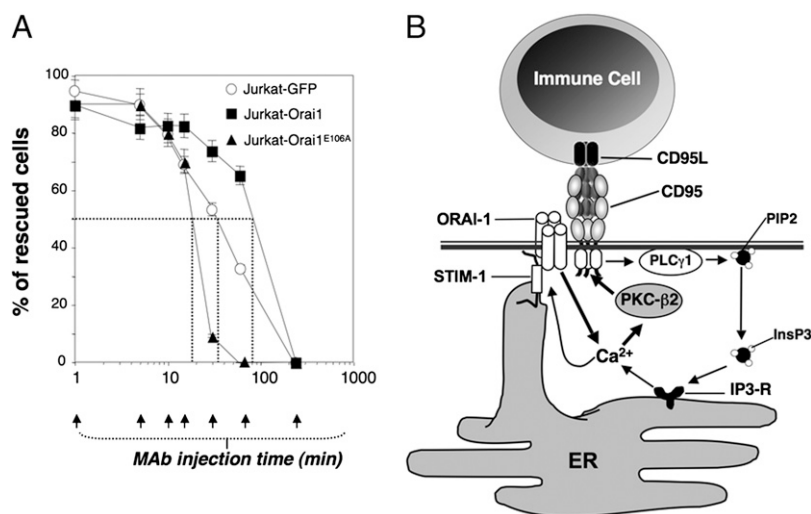 A
% of rescued cells
100
80
60
40
20
0
Jurkat-GFP
Jurkat-Orai1
Jurkat-Orai1E106A
1
10
100
1000
MAb injection time (min)
B
Immune Cell
CD95L
CD95
ORAI-1
PIP2
PLCγ1
STIM-1
PKC-β2
InsP3
Ca2+
IP3-R
ER